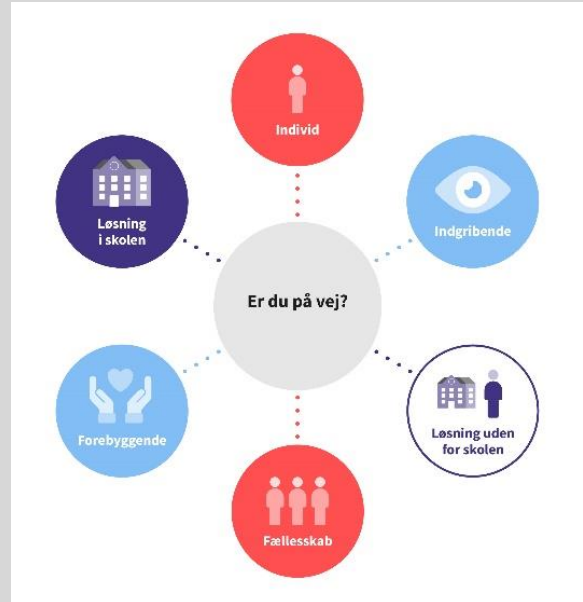 Individ
Løsning
i skolen
Indgribende
Er du på vej?
Forebyggende
Løsning uden
for skolen
Fællesskab